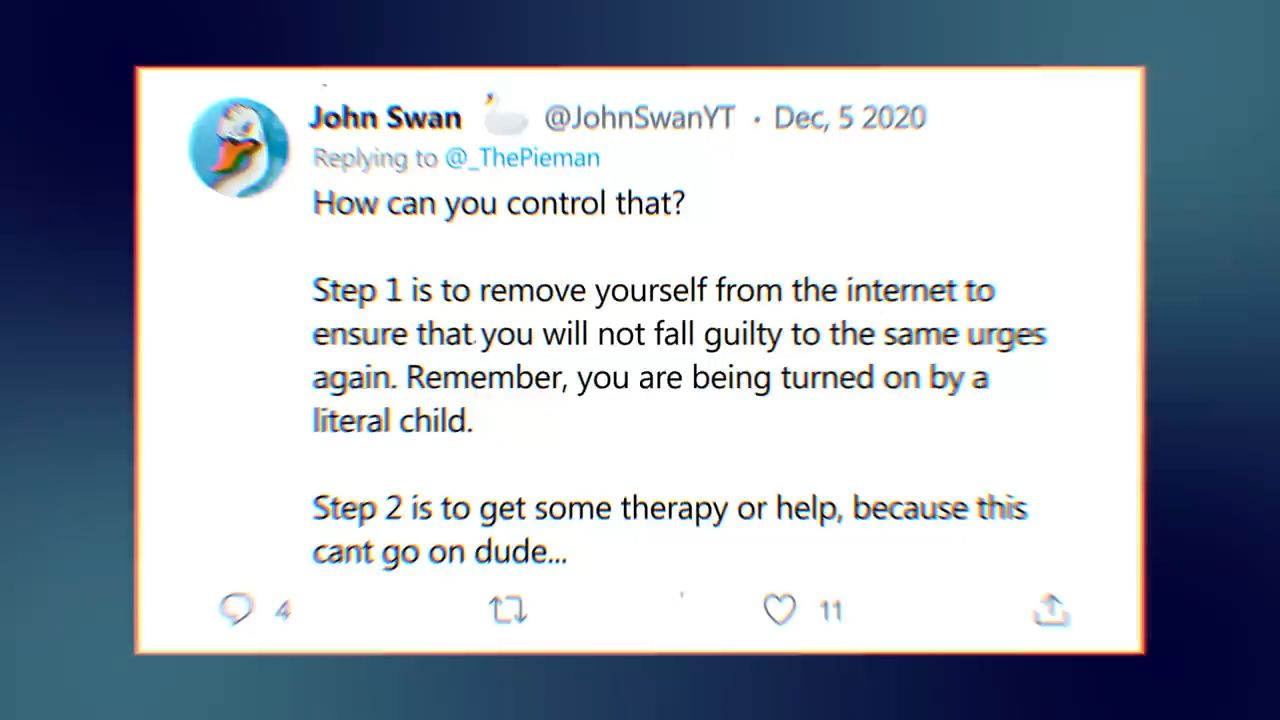 John Swan 🦢 @JohnSwanYT · Dec, 5 2020
Replying to @_ThePieman
How can you control that?
Step 1 is to remove yourself from the internet to
ensure that you will not fall guilty to the same urges
again. Remember, you are being turned on by a
literal child.
Step 2 is to get some therapy or help, because this
cant go on dude...
4 11